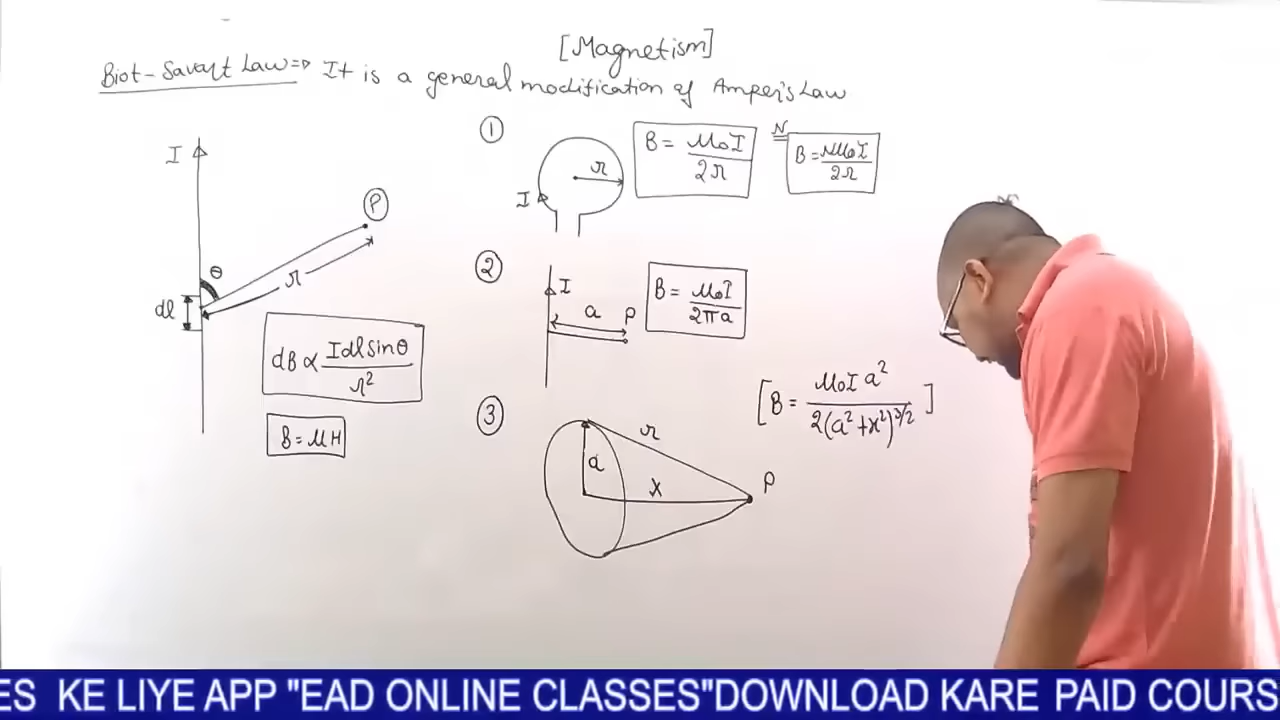 [Magnetism]
Biot-Savart Law⇒ It is a general modification of Amper's Law
I
P
θ
r
dl
dB ∝ Idl sinθ / r²
B = μH
①
r
I
B = μ₀I / 2r
N
B = Nμ₀I / 2r
②
I
a
P
B = μ₀I / 2πa
③
r
a
x
P
[B = μ₀I a² / 2(a²+x²)^3/2]
ES KE LIYE APP "EAD ONLINE CLASSES"DOWNLOAD KARE PAID COURS